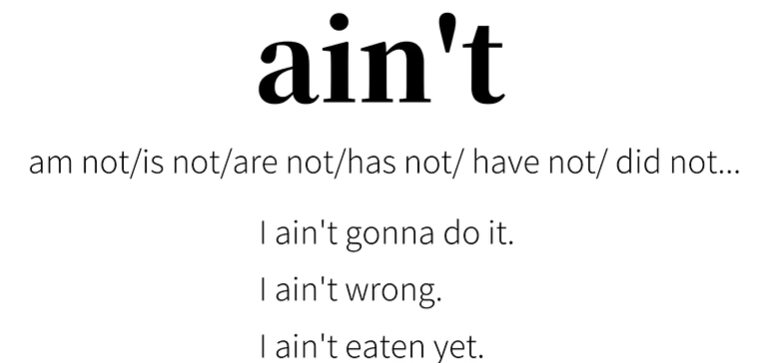 ain't
am not/is not/are not/has not/ have not/ did not...
I ain't gonna do it.
I ain't wrong.
I ain't eaten yet.